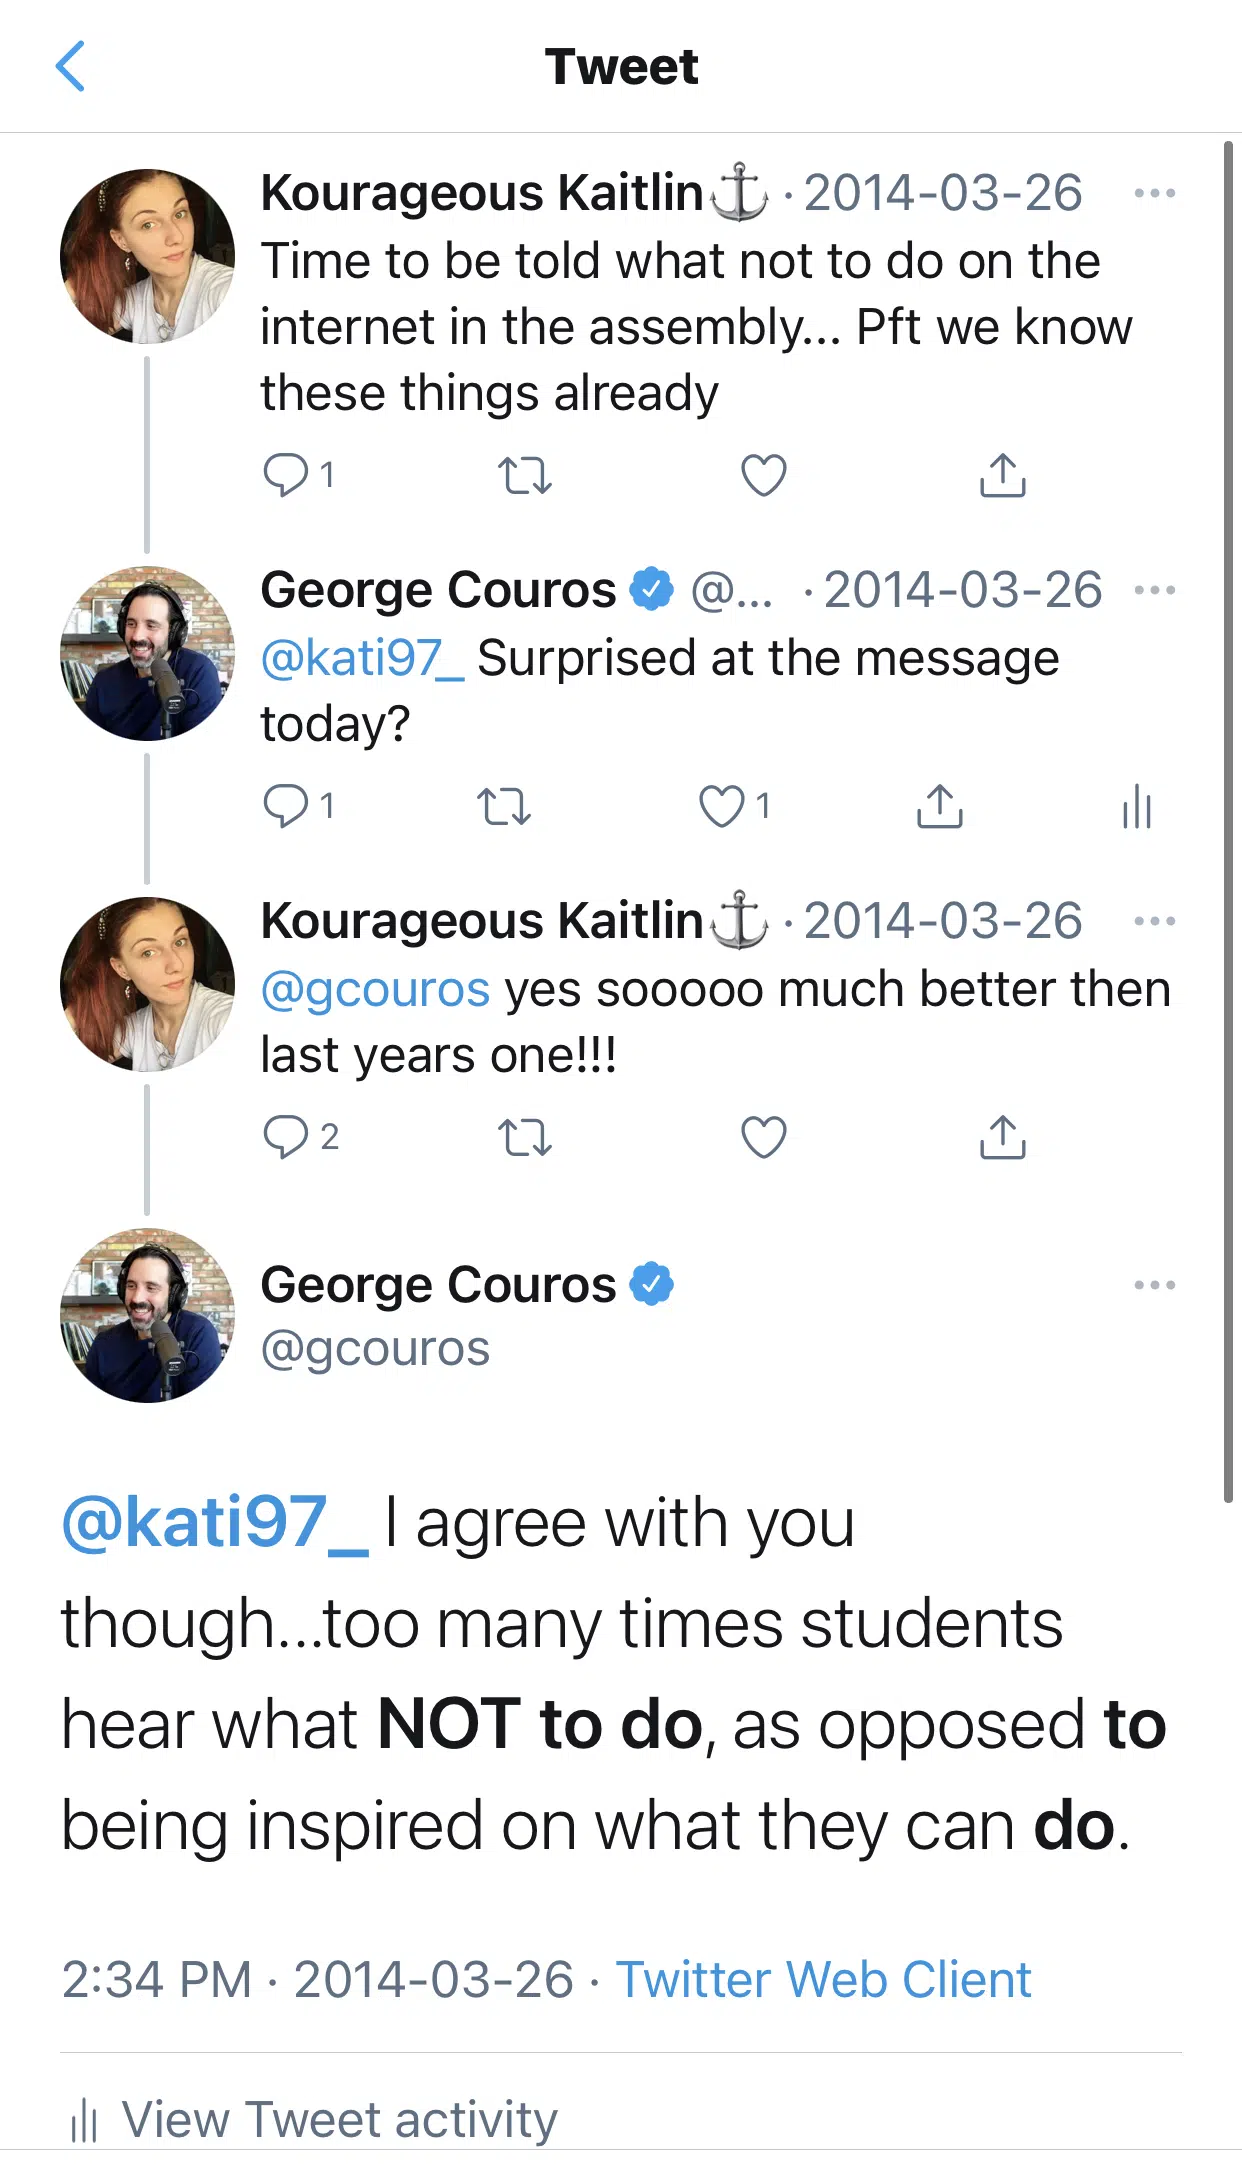 Tweet
Kourageous Kaitlin⚓ · 2014-03-26
Time to be told what not to do on the
internet in the assembly... Pft we know
these things already
1
George Couros @... · 2014-03-26
@kati97_ Surprised at the message
today?
1 1
Kourageous Kaitlin⚓ · 2014-03-26
@gcouros yes sooooo much better then
last years one!!!
2
George Couros
@gcouros
@kati97_ I agree with you
though...too many times students
hear what NOT to do, as opposed to
being inspired on what they can do.
2:34 PM · 2014-03-26 · Twitter Web Client
View Tweet activity